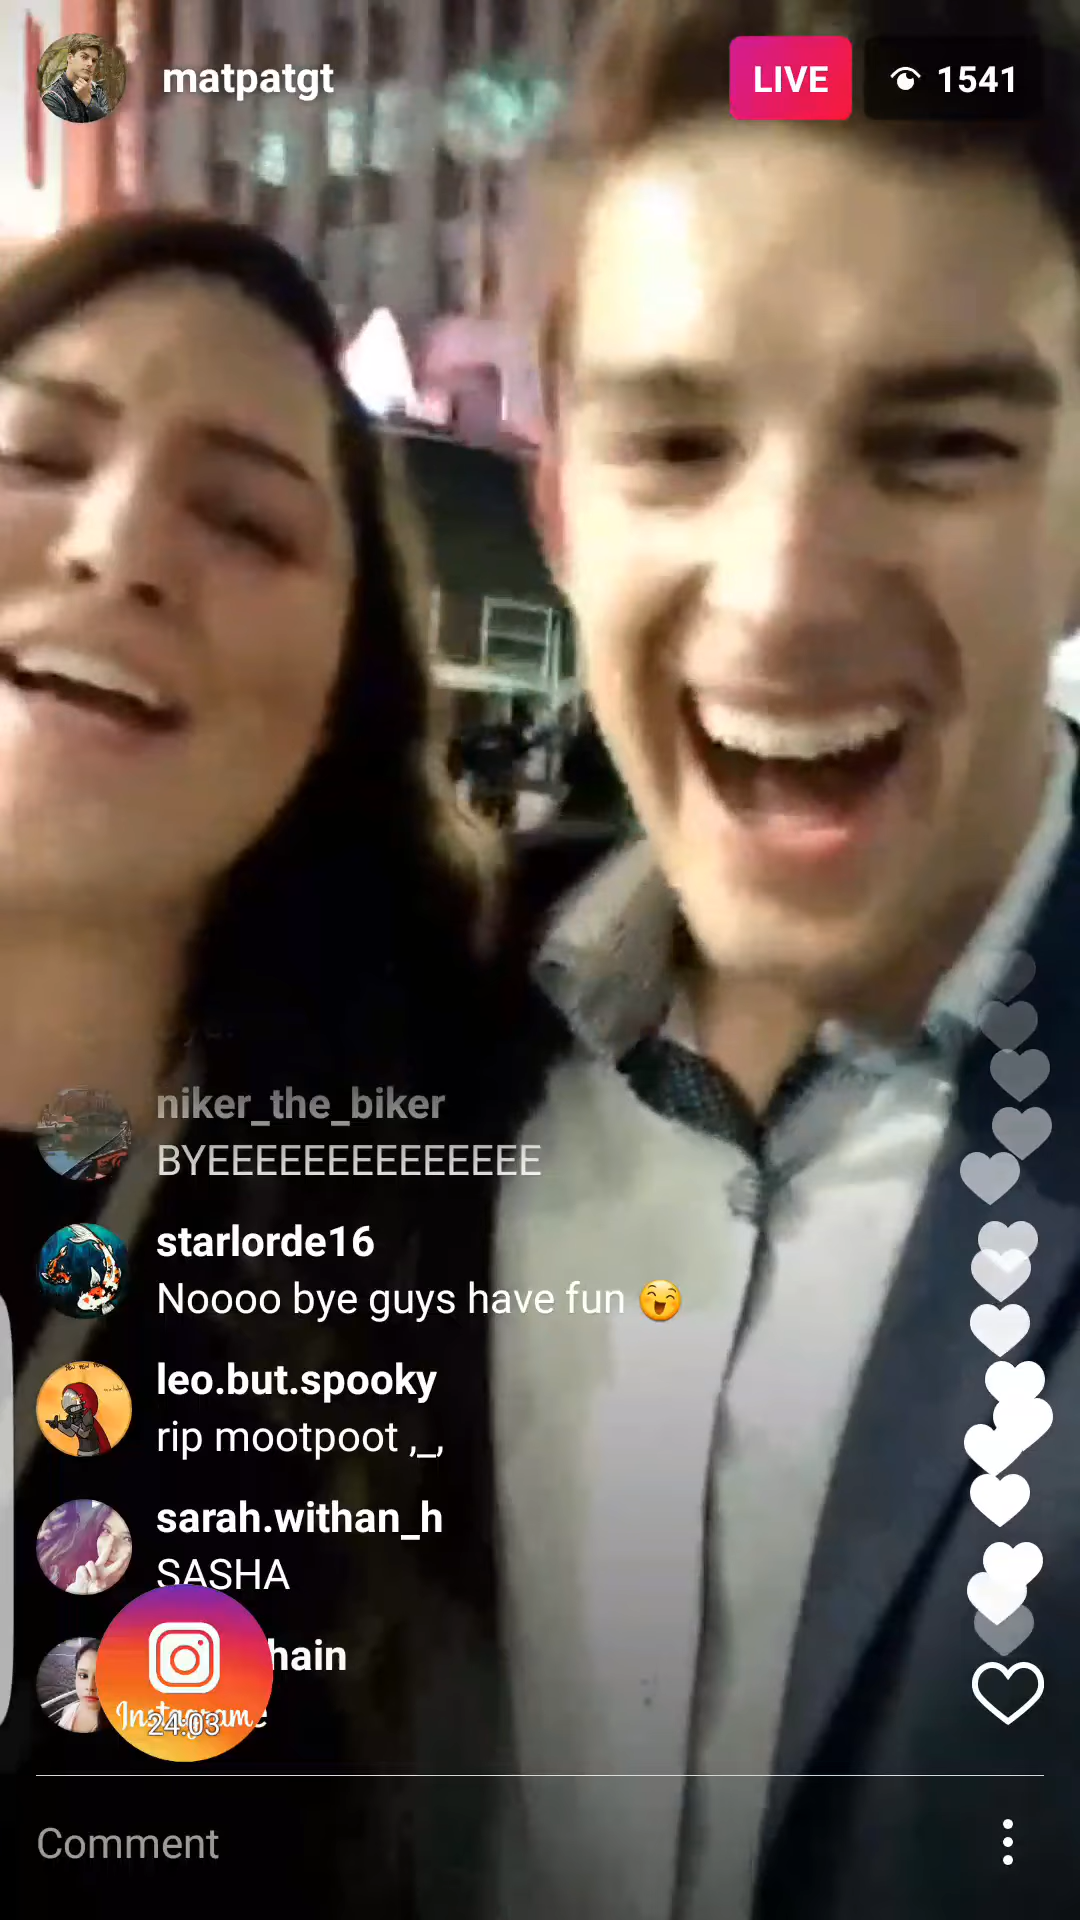 matpatgt
LIVE
1541
niker_the_biker
BYEEEEEEEEEEEEEE
starlorde16
Noooo bye guys have fun 😄
leo.but.spooky
rip mootpoot ,_,
sarah.withan_h
SASHA
hain
Instagram
24:03
Comment